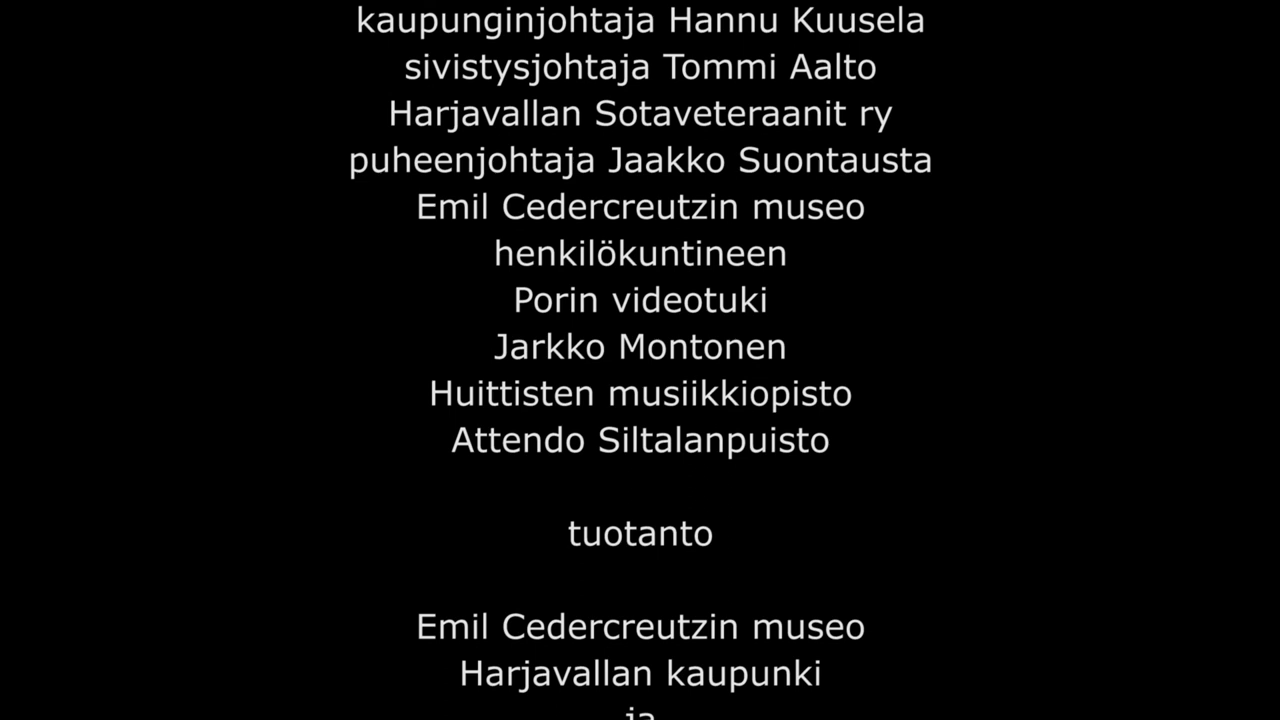 kaupunginjohtaja Hannu Kuusela
sivistysjohtaja Tommi Aalto
Harjavallan Sotaveteraanit ry
puheenjohtaja Jaakko Suontausta
Emil Cedercreutzin museo
henkilökuntineen
Porin videotuki
Jarkko Montonen
Huittisten musiikkiopisto
Attendo Siltalanpuisto
tuotanto
Emil Cedercreutzin museo
Harjavallan kaupunki
ja